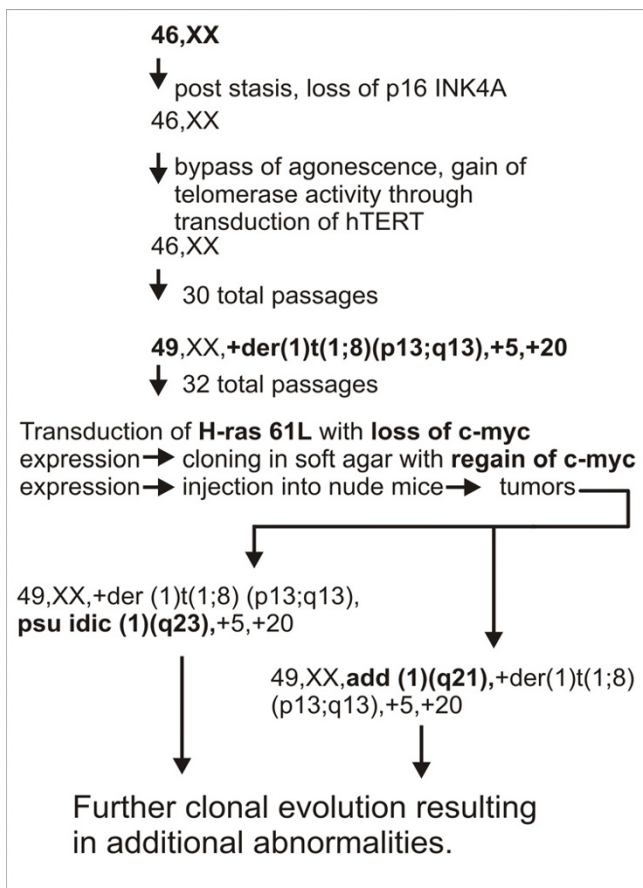 46,XX
post stasis, loss of p16 INK4A
46,XX
bypass of agonescence, gain of
telomerase activity through
transduction of hTERT
46,XX
30 total passages
49,XX,+der(1)t(1;8)(p13;q13),+5,+20
32 total passages
Transduction of H-ras 61L with loss of c-myc
expression → cloning in soft agar with regain of c-myc
expression → injection into nude mice → tumors
49,XX,+der (1)t(1;8) (p13;q13),
psu idic (1)(q23),+5,+20
49,XX,add (1)(q21),+der(1)t(1;8)
(p13;q13),+5,+20
Further clonal evolution resulting
in additional abnormalities.